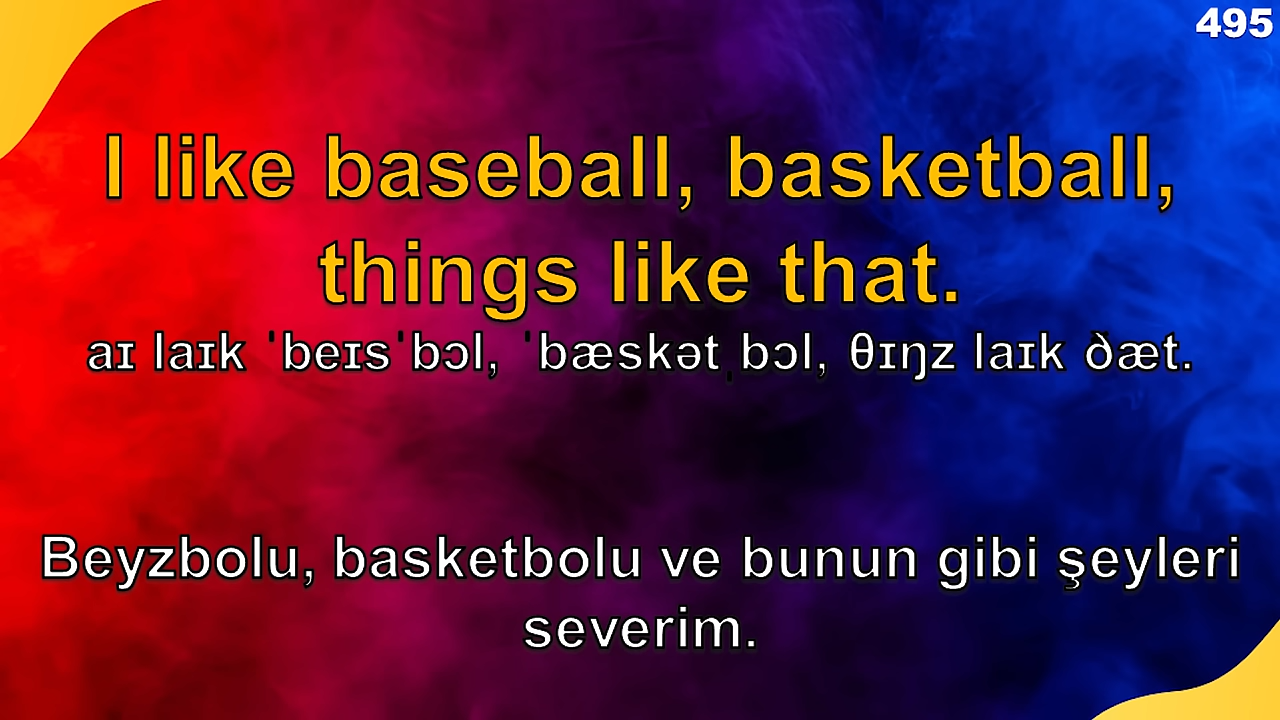 495
I like baseball, basketball,
things like that.
aɪ laɪk ˈbeɪsˈbɔl, ˈbæskətˌbɔl, θɪŋz laɪk ðæt.
Beyzbolu, basketbolu ve bunun gibi şeyleri
severim.